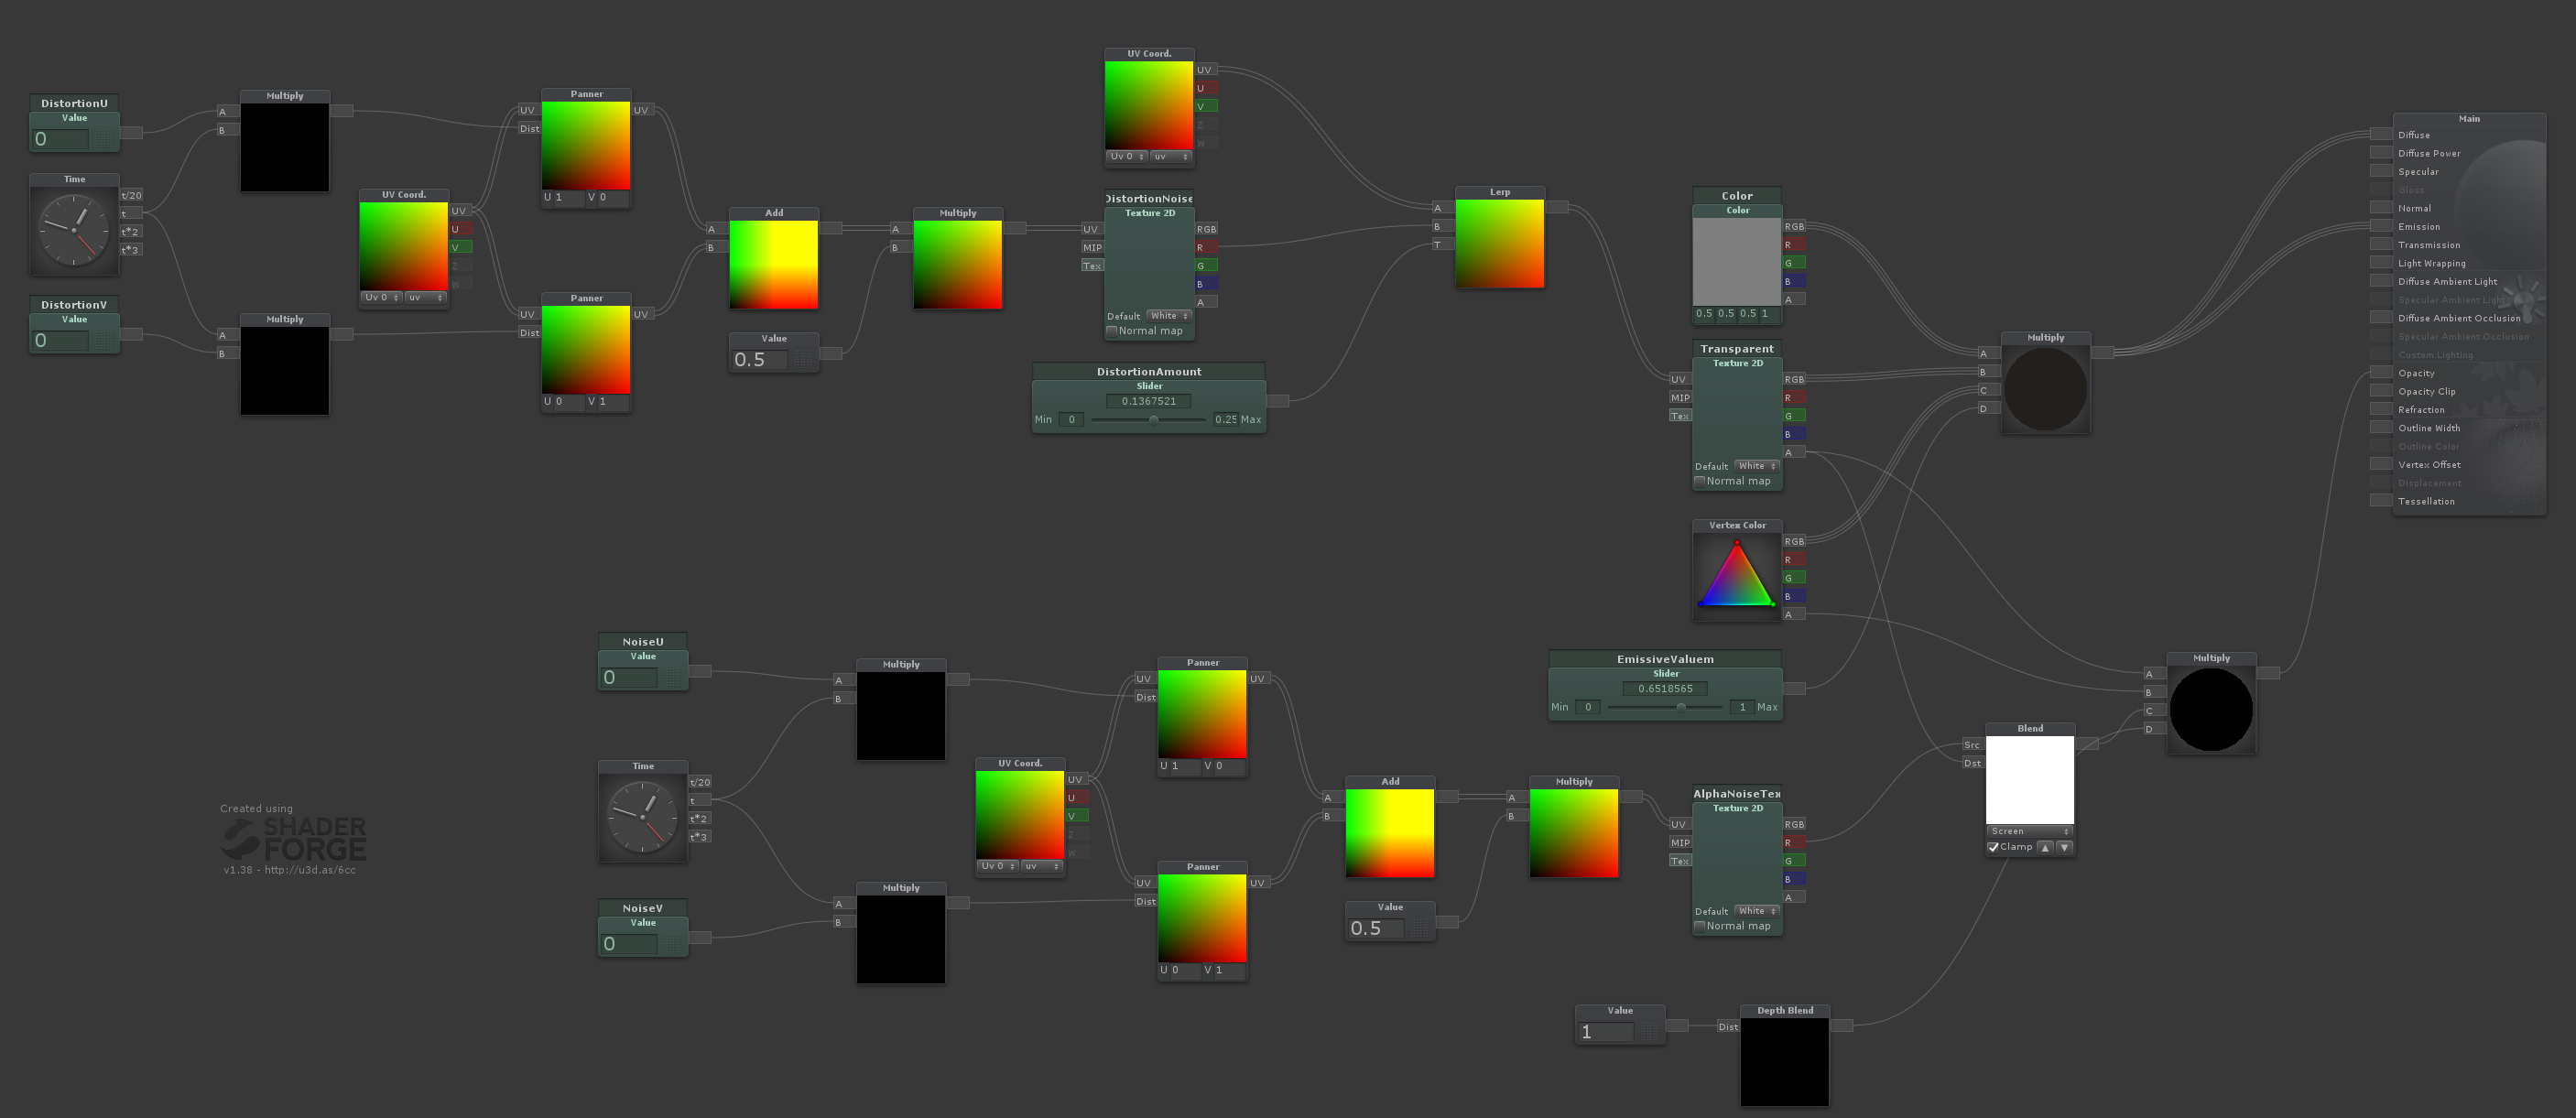 DistortionU
Value
0
Time
t/20
t
t*2
t*3
DistortionV
Value
0
Multiply
A
B
Multiply
A
B
UV Coord.
UV
U
V
Z
W
Uv 0 uv
Panner
UV UV
Dist
U 1 V 0
Panner
UV UV
Dist
U 0 V 1
Add
A
B
Value
0.5
Multiply
A
B
UV Coord.
UV
U
V
Z
W
Uv 0 uv
DistortionNoise
Texture 2D
UV RGB
MIP R
Tex G
B
A
Default White
Normal map
DistortionAmount
Slider
0.1367521
Min 0 0.25 Max
Lerp
A
B
T
Color
Color
RGB
R
G
B
A
0.5 0.5 0.5 1
Transparent
Texture 2D
UV RGB
MIP R
Tex G
B
A
Default White
Normal map
Vertex Color
RGB
R
G
B
A
EmissiveValuem
Slider
0.6518565
Min 0 1 Max
Multiply
A
B
C
D
Main
Diffuse
Diffuse Power
Specular
Gloss
Normal
Emission
Transmission
Light Wrapping
Diffuse Ambient Light
Specular Ambient Light
Diffuse Ambient Occlusion
Specular Ambient Occlusion
Custom Lighting
Opacity
Opacity Clip
Refraction
Outline Width
Outline Color
Vertex Offset
Displacement
Tessellation
NoiseU
Value
0
Time
t/20
t
t*2
t*3
NoiseV
Value
0
Multiply
A
B
Multiply
A
B
UV Coord.
UV
U
V
Z
W
Uv 0 uv
Panner
UV UV
Dist
U 1 V 0
Panner
UV UV
Dist
U 0 V 1
Add
A
B
Value
0.5
Multiply
A
B
AlphaNoiseTex
Texture 2D
UV RGB
MIP R
Tex G
B
A
Default White
Normal map
Value
1
Depth Blend
Dist
Blend
Src
Dst
Screen
Clamp
Multiply
A
B
C
D
Created using
SHADER
FORGE
v1.38 - http://u3d.as/6cc